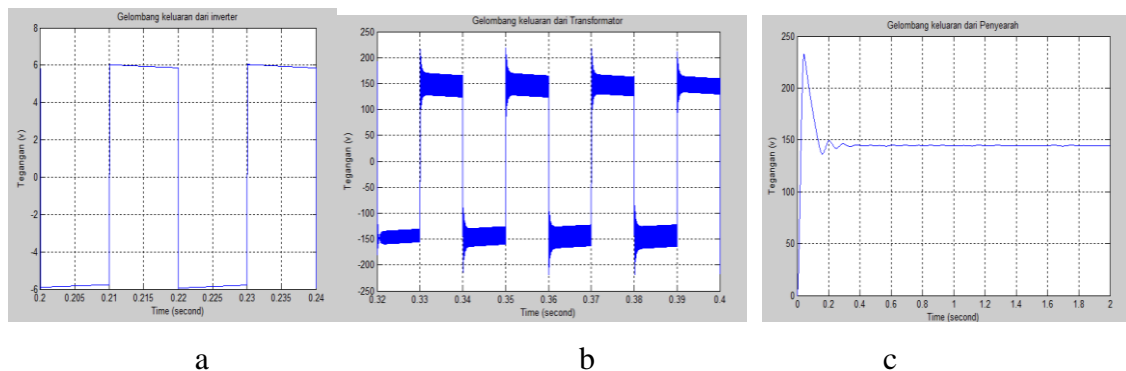 Gelombang keluaran dari inverter
8
6
4
2
0
-2
-4
-6
Tegangan (v)
0.2 0.205 0.21 0.215 0.22 0.225 0.23 0.235 0.24
Time (second)
a
Gelombang keluaran dari Transformator
250
200
150
100
50
0
-50
-100
-150
-200
-250
Tegangan (v)
0.32 0.33 0.34 0.35 0.36 0.37 0.38 0.39 0.4
Time (second)
b
Gelombang keluaran dari Penyearah
250
200
150
100
50
0
Tegangan (v)
0 0.2 0.4 0.6 0.8 1 1.2 1.4 1.6 1.8 2
Time (second)
c